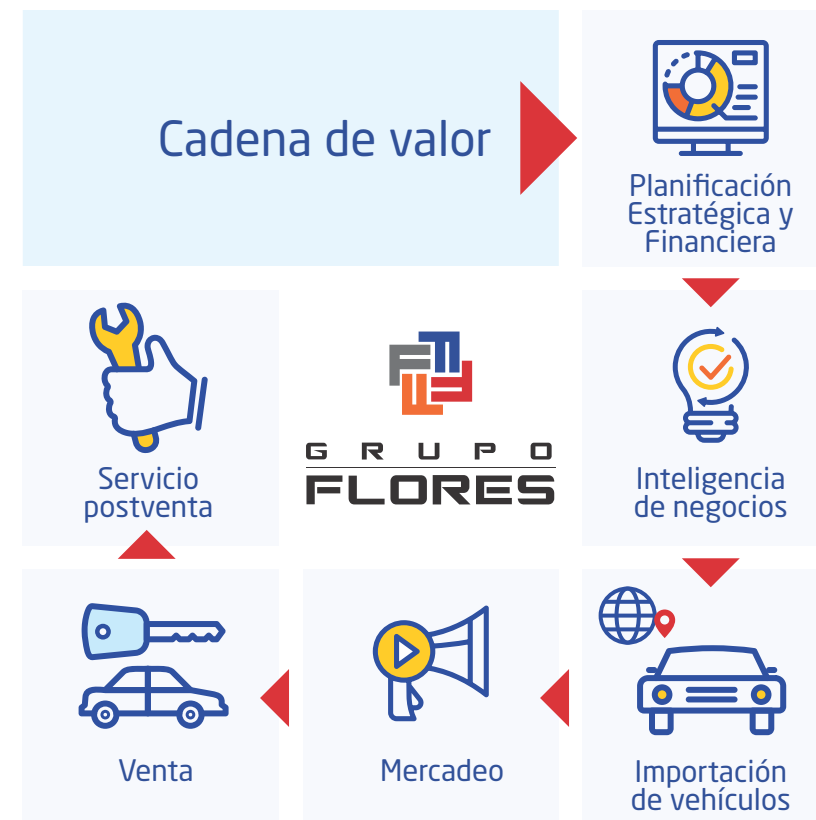 Cadena de valor
Planificación
Estratégica y
Financiera
Servicio
postventa
GRUPO
FLORES
Inteligencia
de negocios
Venta
Mercadeo
Importación
de vehículos